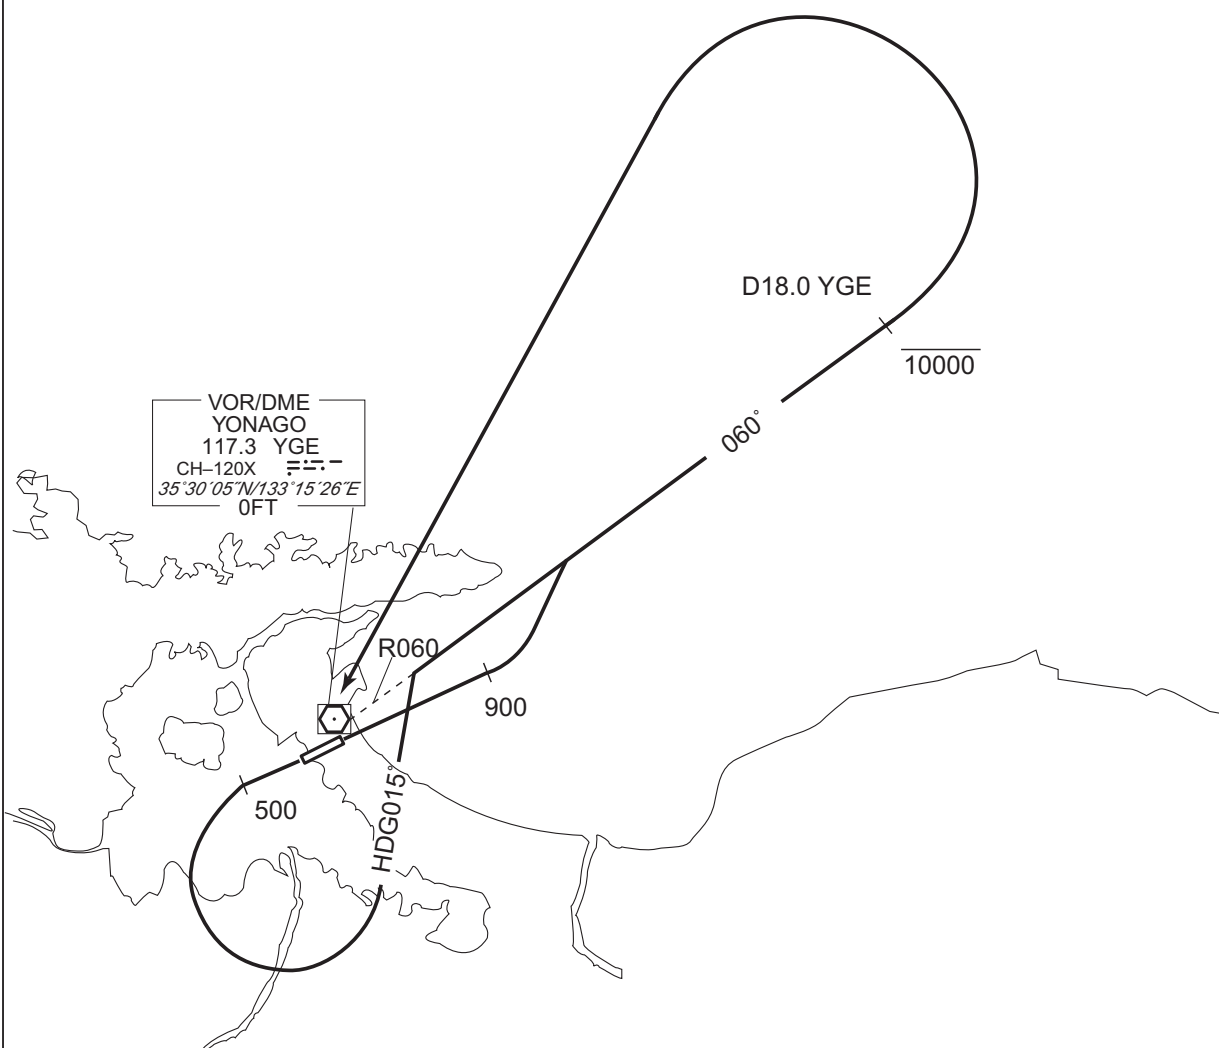 D18.0 YGE
10000
060°
VOR/DME
YONAGO
117.3 YGE
CH–120X
35°30´05˝N/133°15´26˝E
0FT
R060
900
500
HDG015°